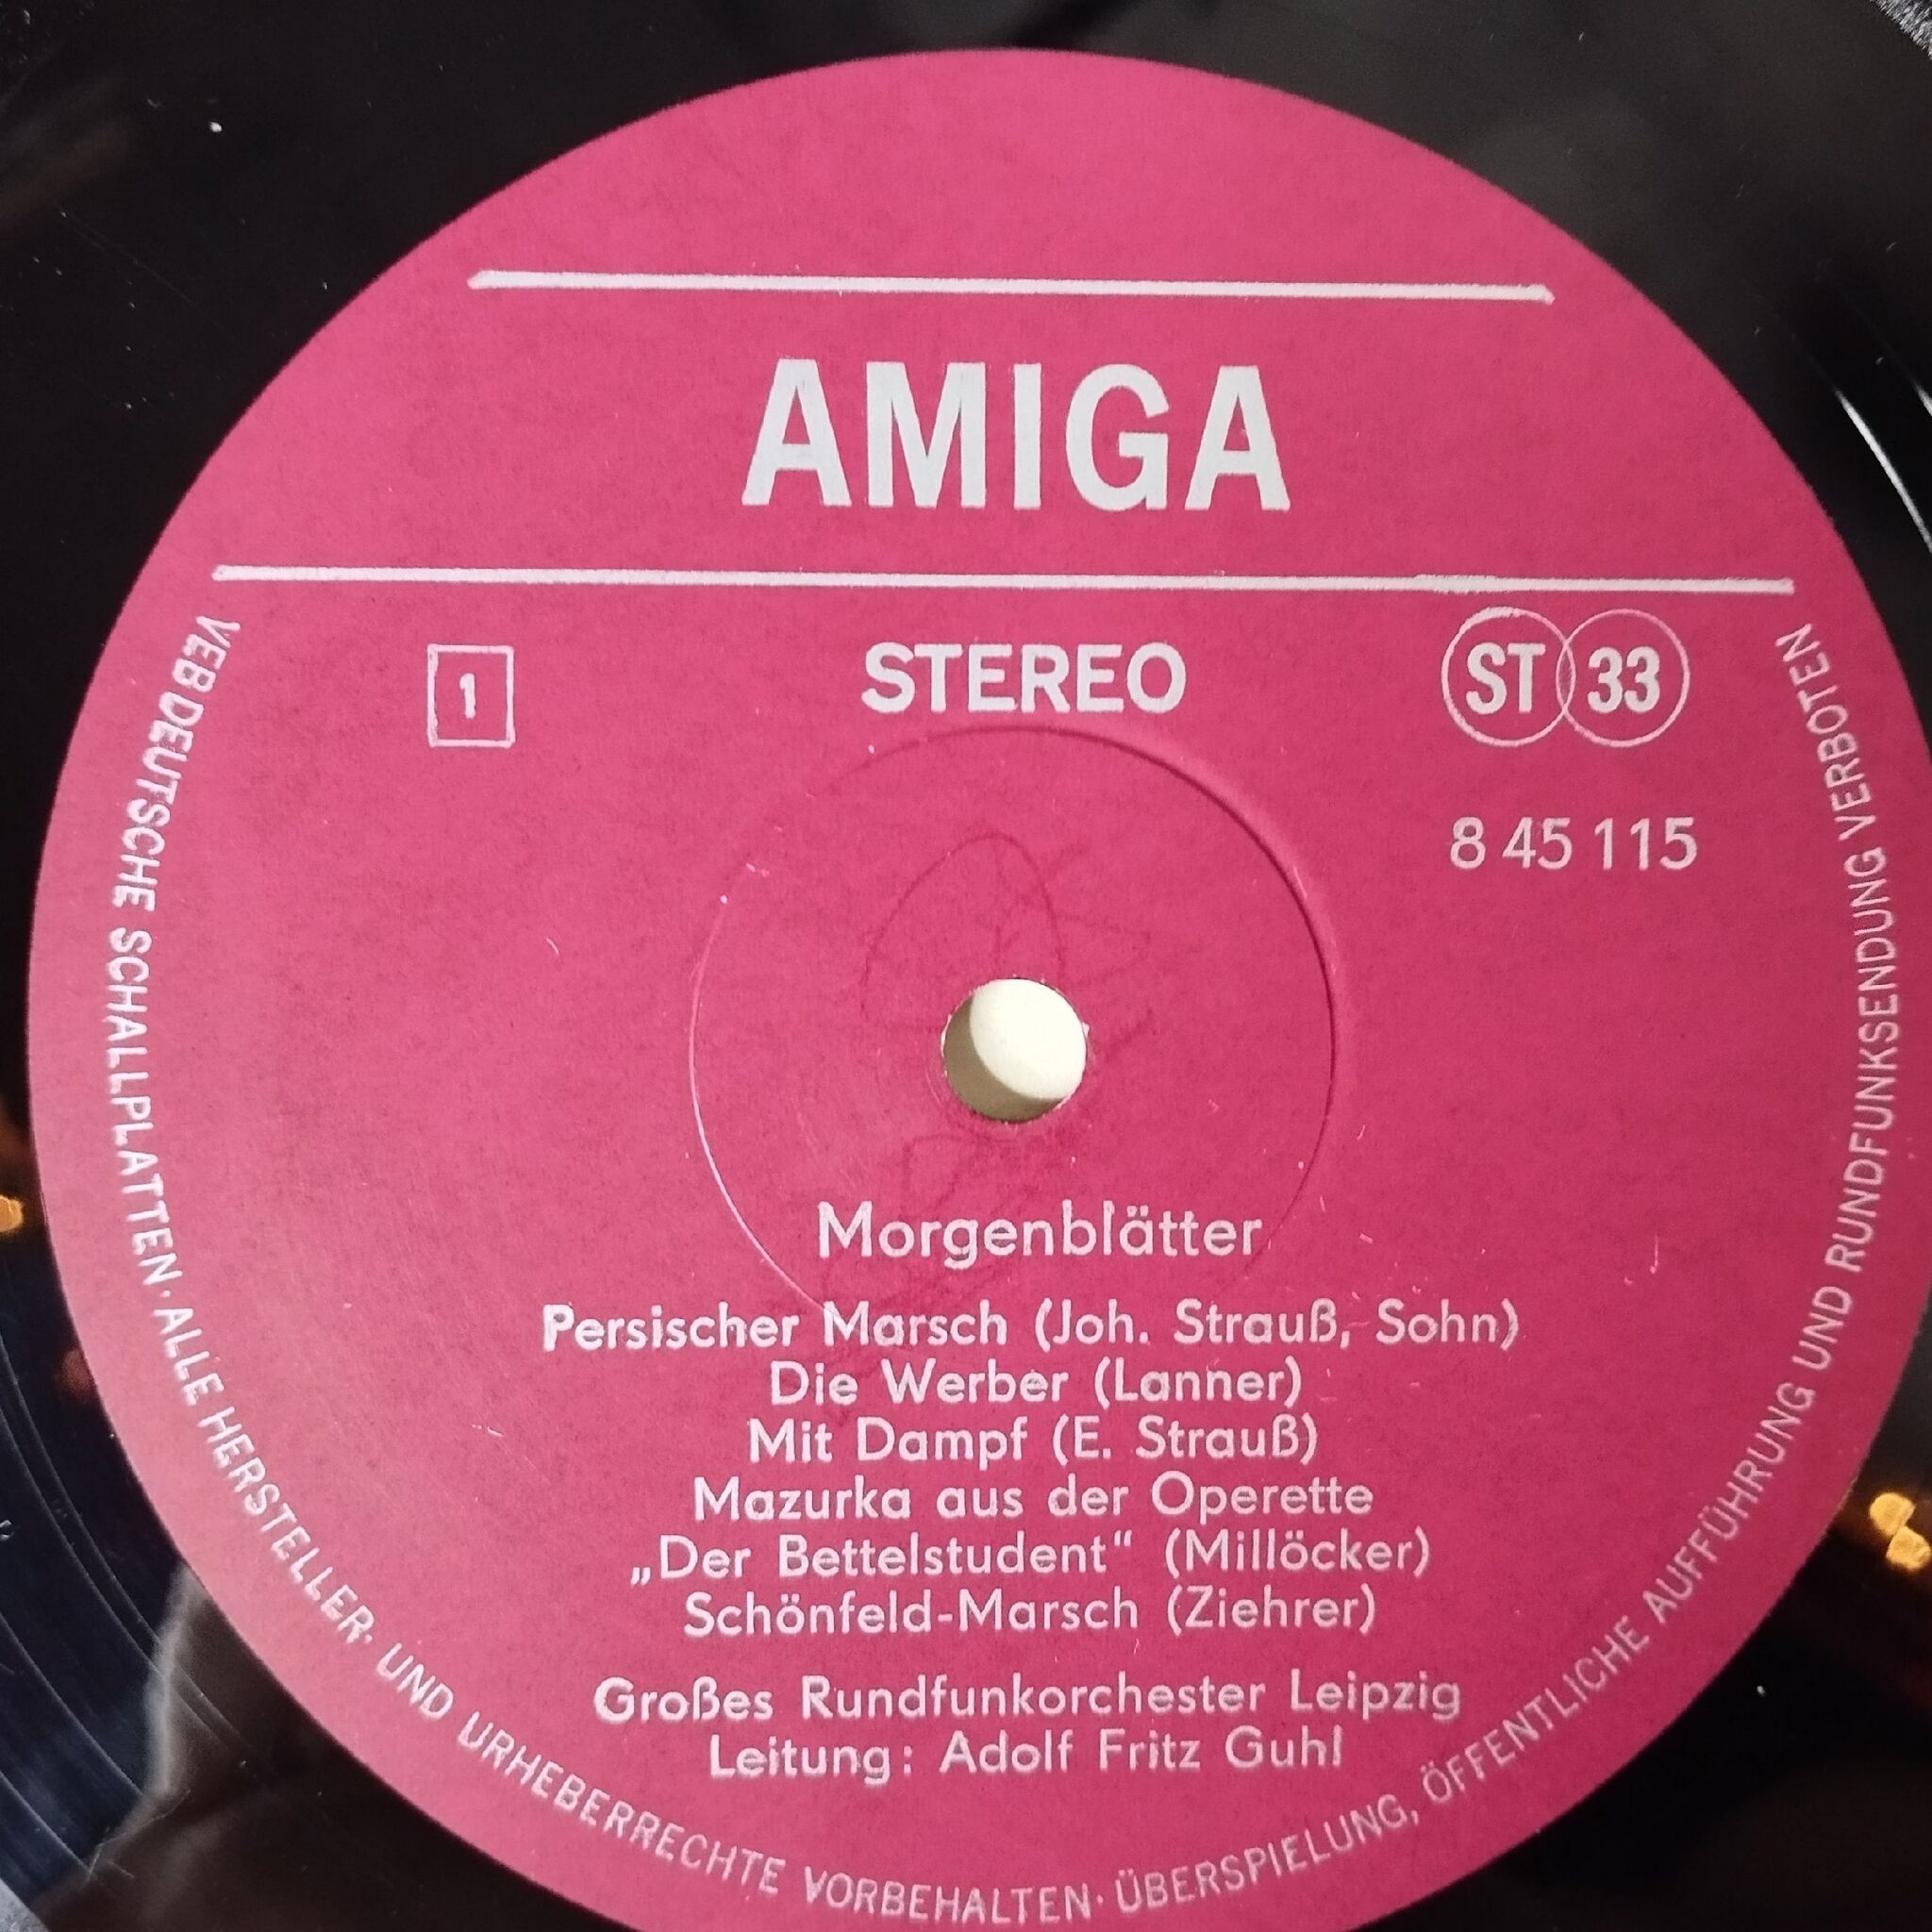 AMIGA
1
STEREO
ST 33
8 45 115
Morgenblätter
Persischer Marsch (Joh. Strauß, Sohn)
Die Werber (Lanner)
Mit Dampf (E. Strauß)
Mazurka aus der Operette
„Der Bettelstudent“ (Millöcker)
Schönfeld-Marsch (Ziehrer)
Großes Rundfunkorchester Leipzig
Leitung: Adolf Fritz Guhl
VEB DEUTSCHE SCHALLPLATTEN · ALLE HERSTELLER- UND URHEBERRECHTE VORBEHALTEN · ÜBERSPIELUNG, ÖFFENTLICHE AUFFÜHRUNG UND RUNDFUNKSENDUNG VERBOTEN